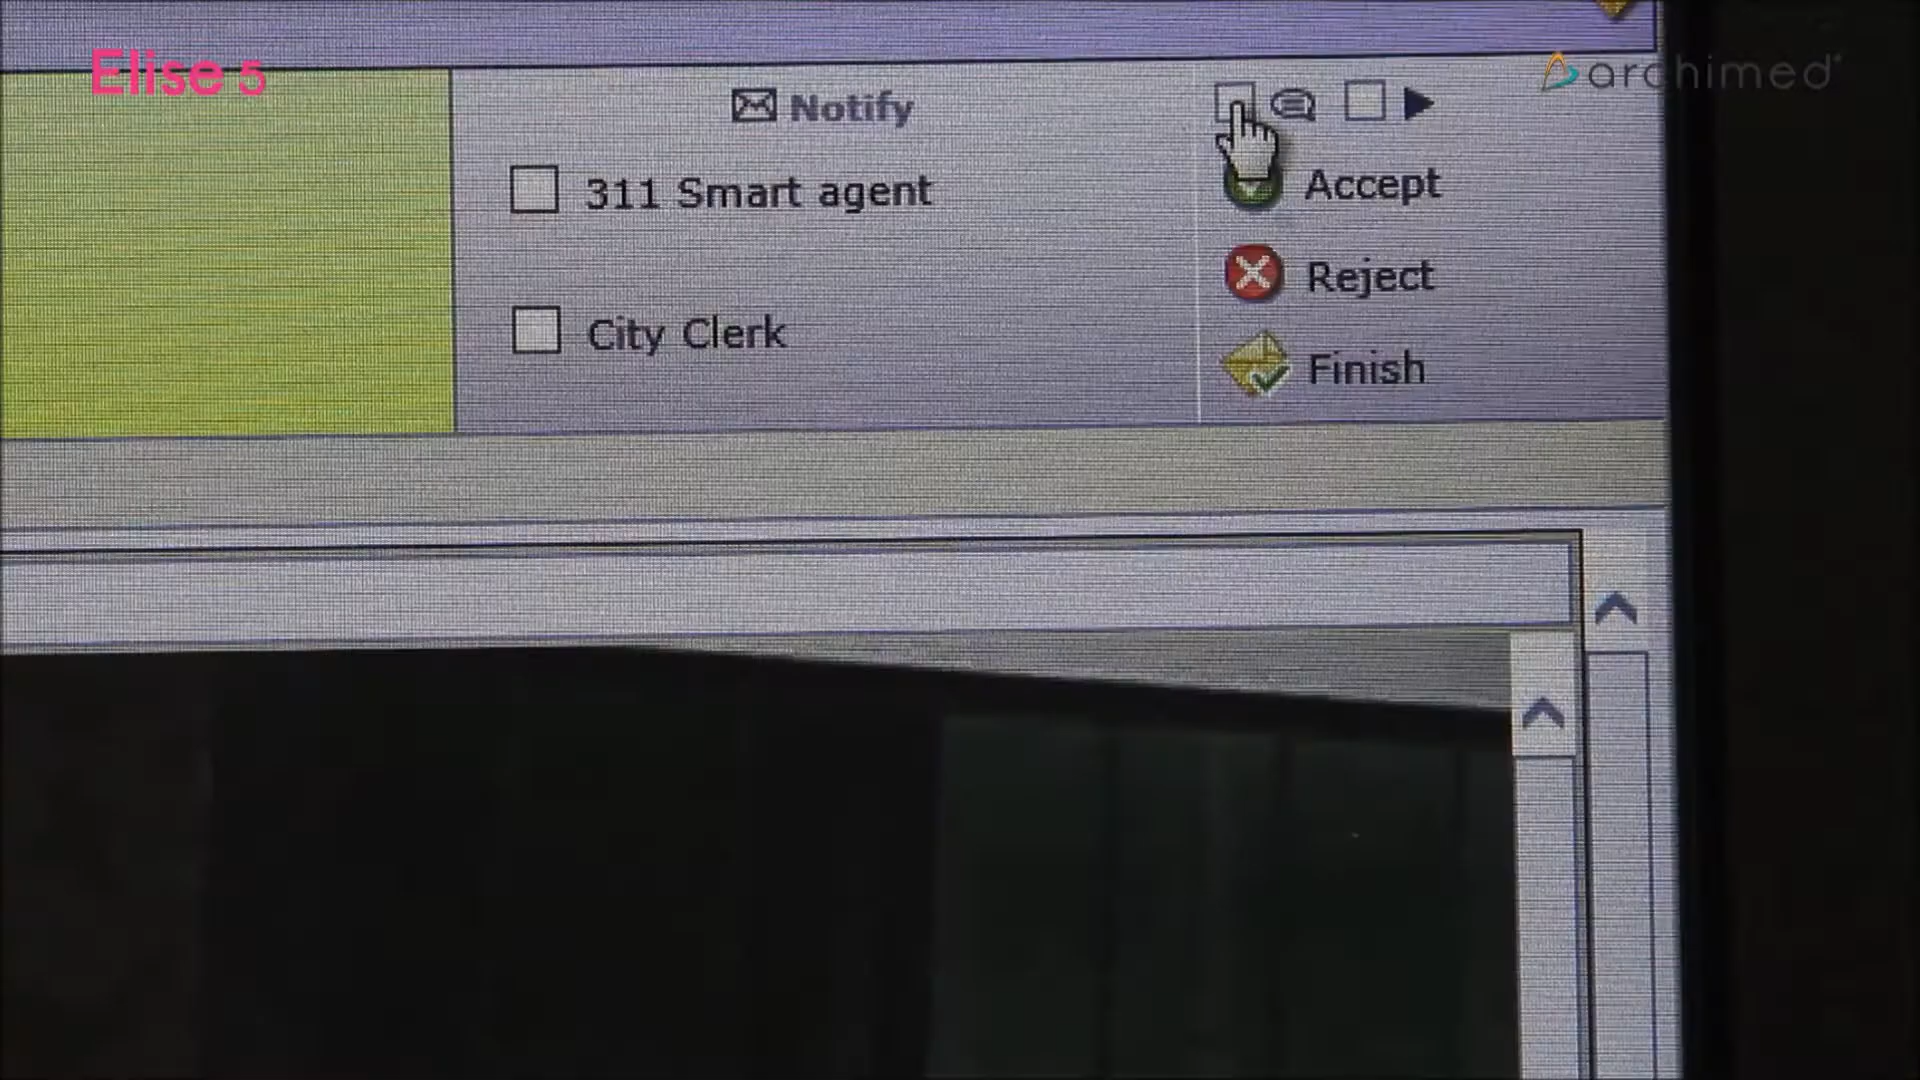 Elise 5
archimed
Notify
311 Smart agent
City Clerk
Accept
Reject
Finish